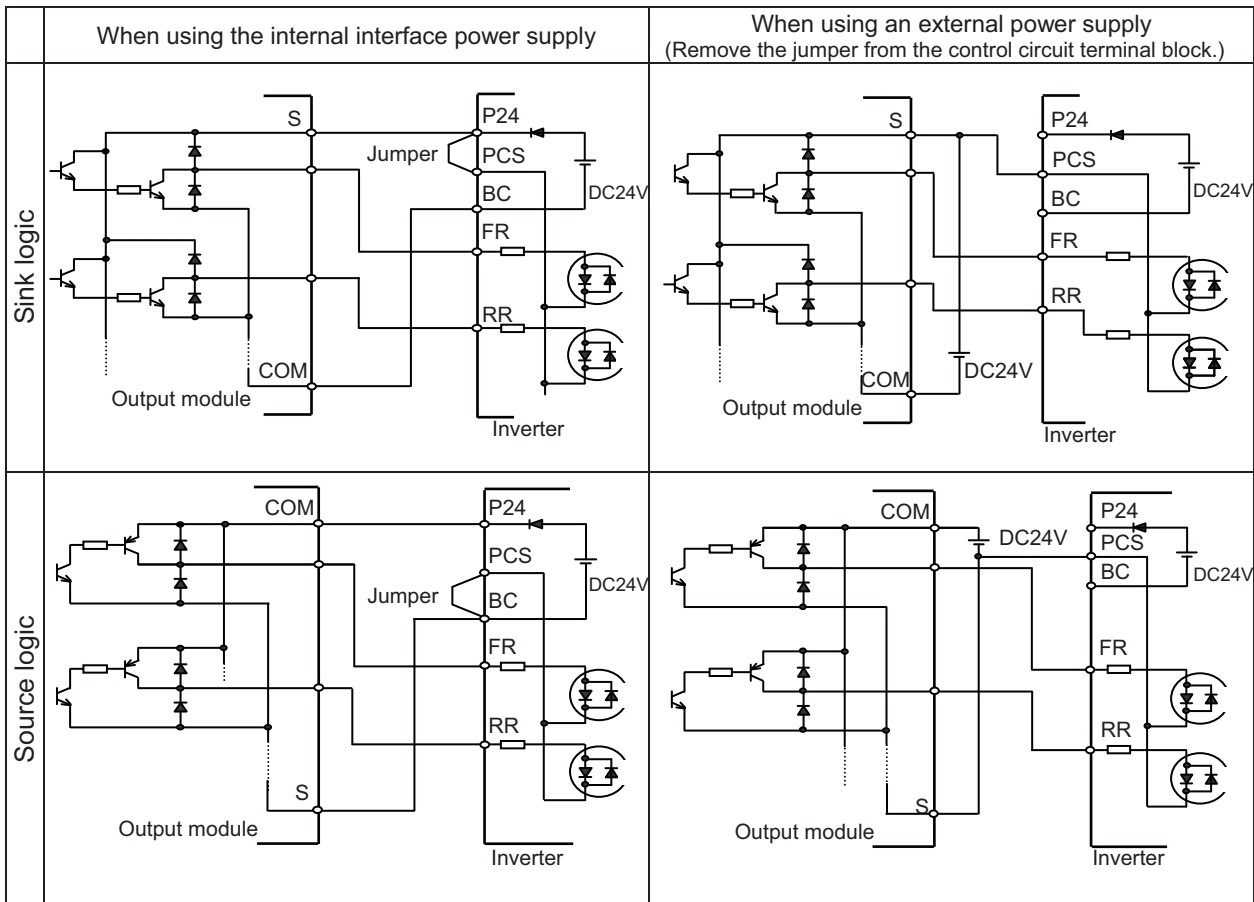 When using the internal interface power supply
When using an external power supply
(Remove the jumper from the control circuit terminal block.)
Sink logic
S
P24
Jumper
PCS
BC
DC24V
FR
RR
COM
Output module
Inverter
S
P24
PCS
BC
DC24V
FR
RR
COM
DC24V
Output module
Inverter
Source logic
COM
P24
PCS
Jumper
BC
DC24V
FR
RR
S
Output module
Inverter
COM
DC24V
P24
PCS
BC
DC24V
FR
RR
S
Output module
Inverter